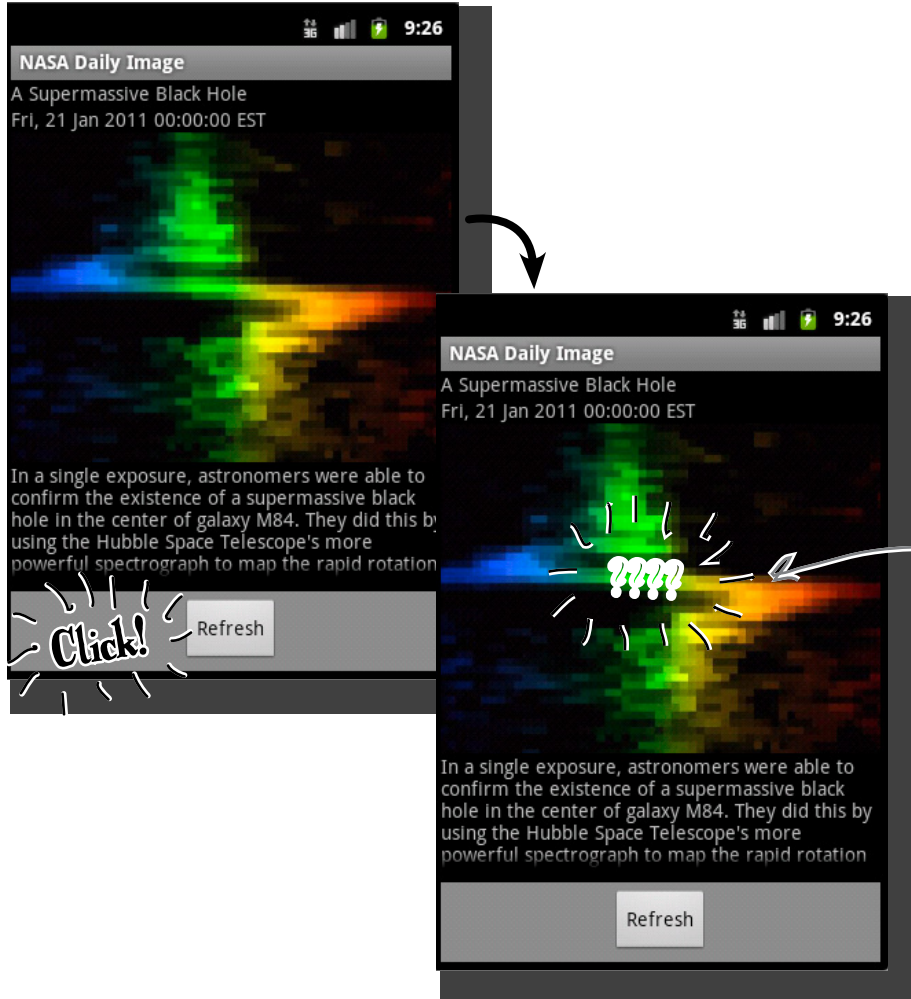 3G 9:26
NASA Daily Image
A Supermassive Black Hole
Fri, 21 Jan 2011 00:00:00 EST
In a single exposure, astronomers were able to
confirm the existence of a supermassive black
hole in the center of galaxy M84. They did this by
using the Hubble Space Telescope's more
powerful spectrograph to map the rapid rotation
Click!
Refresh
3G 9:26
NASA Daily Image
A Supermassive Black Hole
Fri, 21 Jan 2011 00:00:00 EST
????
In a single exposure, astronomers were able to
confirm the existence of a supermassive black
hole in the center of galaxy M84. They did this by
using the Hubble Space Telescope's more
powerful spectrograph to map the rapid rotation
Refresh